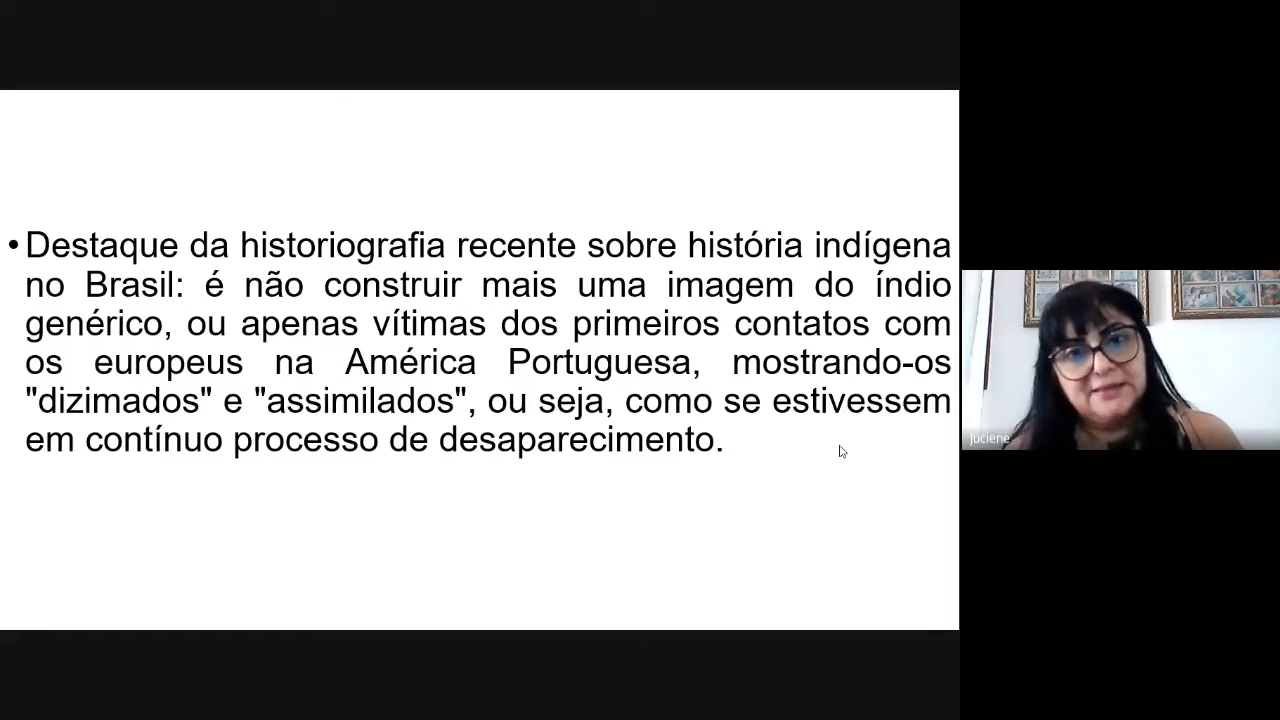 • Destaque da historiografia recente sobre história indígena
no Brasil: é não construir mais uma imagem do índio
genérico, ou apenas vítimas dos primeiros contatos com
os europeus na América Portuguesa, mostrando-os
"dizimados" e "assimilados", ou seja, como se estivessem
em contínuo processo de desaparecimento.
Juciene